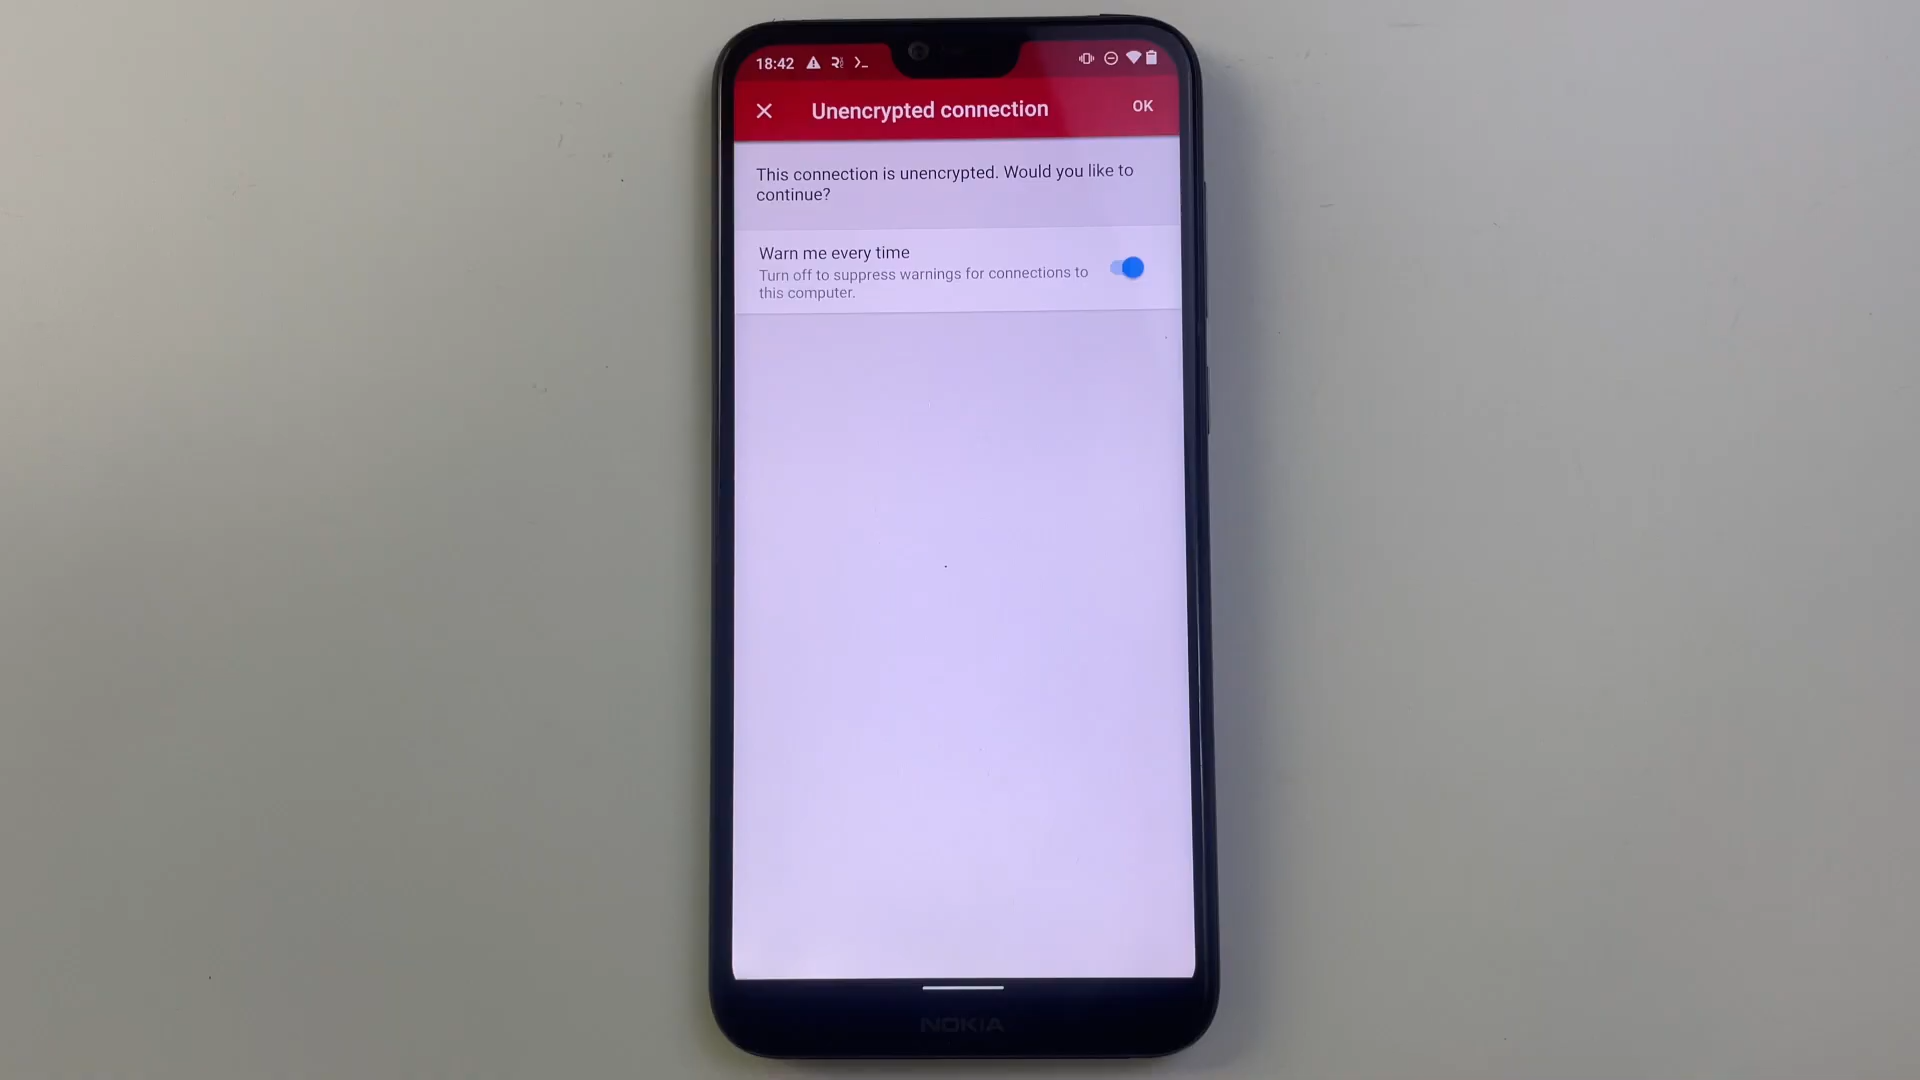 18:42
Unencrypted connection
OK
This connection is unencrypted. Would you like to
continue?
Warn me every time
Turn off to suppress warnings for connections to
this computer.
NOKIA